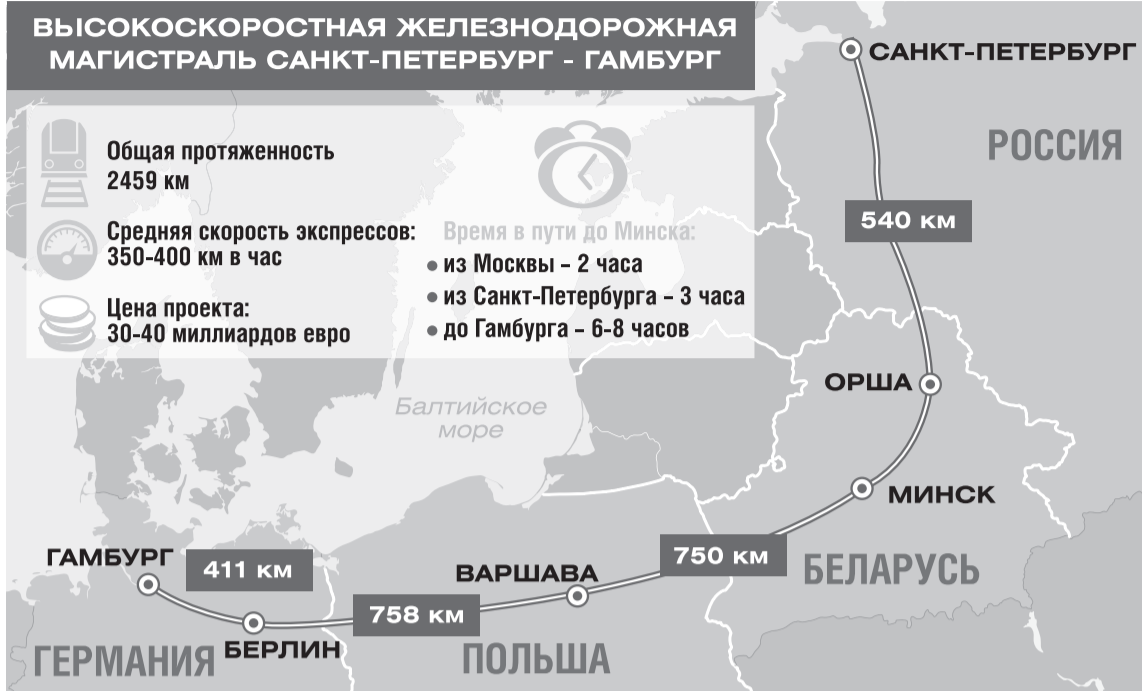 ВЫСОКОСКОРОСТНАЯ ЖЕЛЕЗНОДОРОЖНАЯ
МАГИСТРАЛЬ САНКТ-ПЕТЕРБУРГ - ГАМБУРГ
Общая протяженность
2459 км
Средняя скорость экспрессов:
350-400 км в час
Цена проекта:
30-40 миллиардов евро
Время в пути до Минска:
• из Москвы – 2 часа
• из Санкт-Петербурга – 3 часа
• до Гамбурга – 6-8 часов
САНКТ-ПЕТЕРБУРГ
РОССИЯ
540 км
ОРША
Балтийское
море
МИНСК
750 км
БЕЛАРУСЬ
ГАМБУРГ
411 км
ВАРШАВА
758 км
БЕРЛИН
ГЕРМАНИЯ
ПОЛЬША